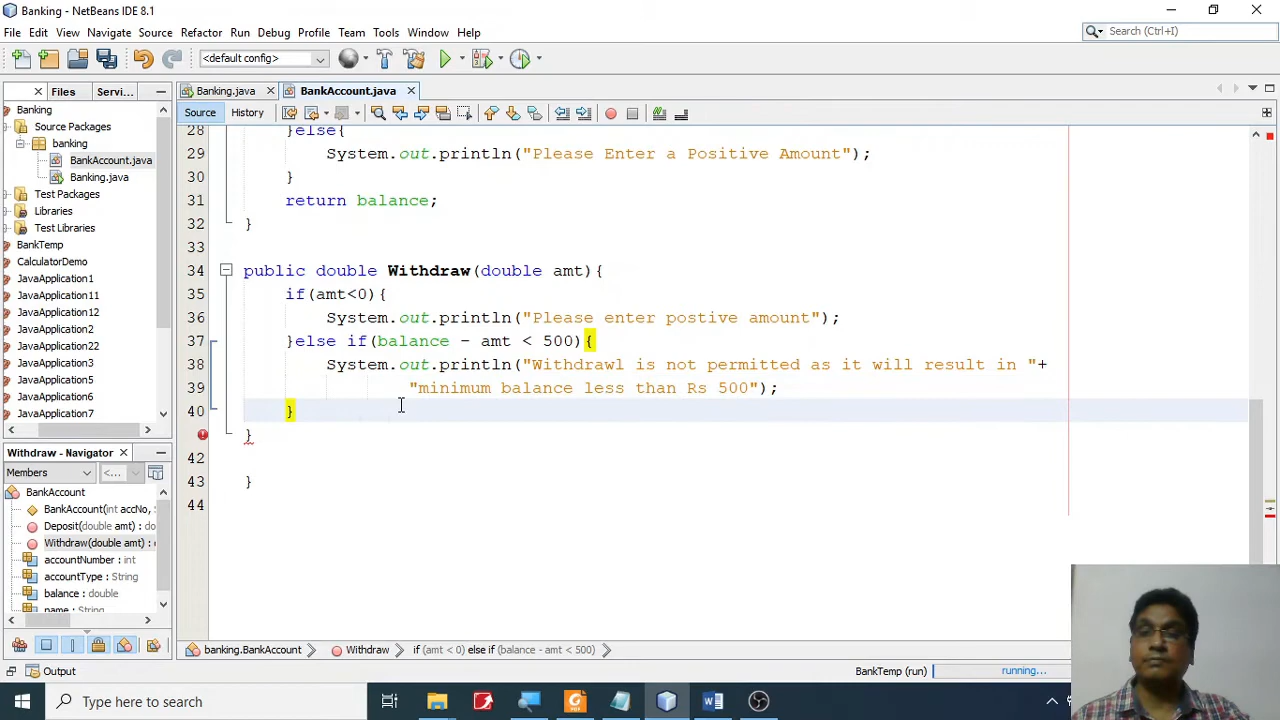 Banking - NetBeans IDE 8.1
File Edit View Navigate Source Refactor Run Debug Profile Team Tools Window Help
Search (Ctrl+I)
<default config>
Files Servi...
Banking.java BankAccount.java
Source History
Banking
Source Packages
banking
BankAccount.java
Banking.java
Test Packages
Libraries
Test Libraries
BankTemp
CalculatorDemo
JavaApplication1
JavaApplication11
JavaApplication12
JavaApplication2
JavaApplication22
JavaApplication3
JavaApplication5
JavaApplication6
JavaApplication7
28 }else{
29 System.out.println("Please Enter a Positive Amount");
30 }
31 return balance;
32 }
33
34 public double Withdraw(double amt){
35 if(amt<0){
36 System.out.println("Please enter postive amount");
37 }else if(balance - amt < 500){
38 System.out.println("Withdrawl is not permitted as it will result in "+
39 "minimum balance less than Rs 500");
40 }
}
42
43 }
44
Withdraw - Navigator
Members <...
BankAccount
BankAccount(int accNo,
Deposit(double amt) : do
Withdraw(double amt) :
accountNumber : int
accountType : String
balance : double
name : String
banking.BankAccount Withdraw if (amt < 0) else if (balance - amt < 500)
Output
BankTemp (run) running...
Type here to search